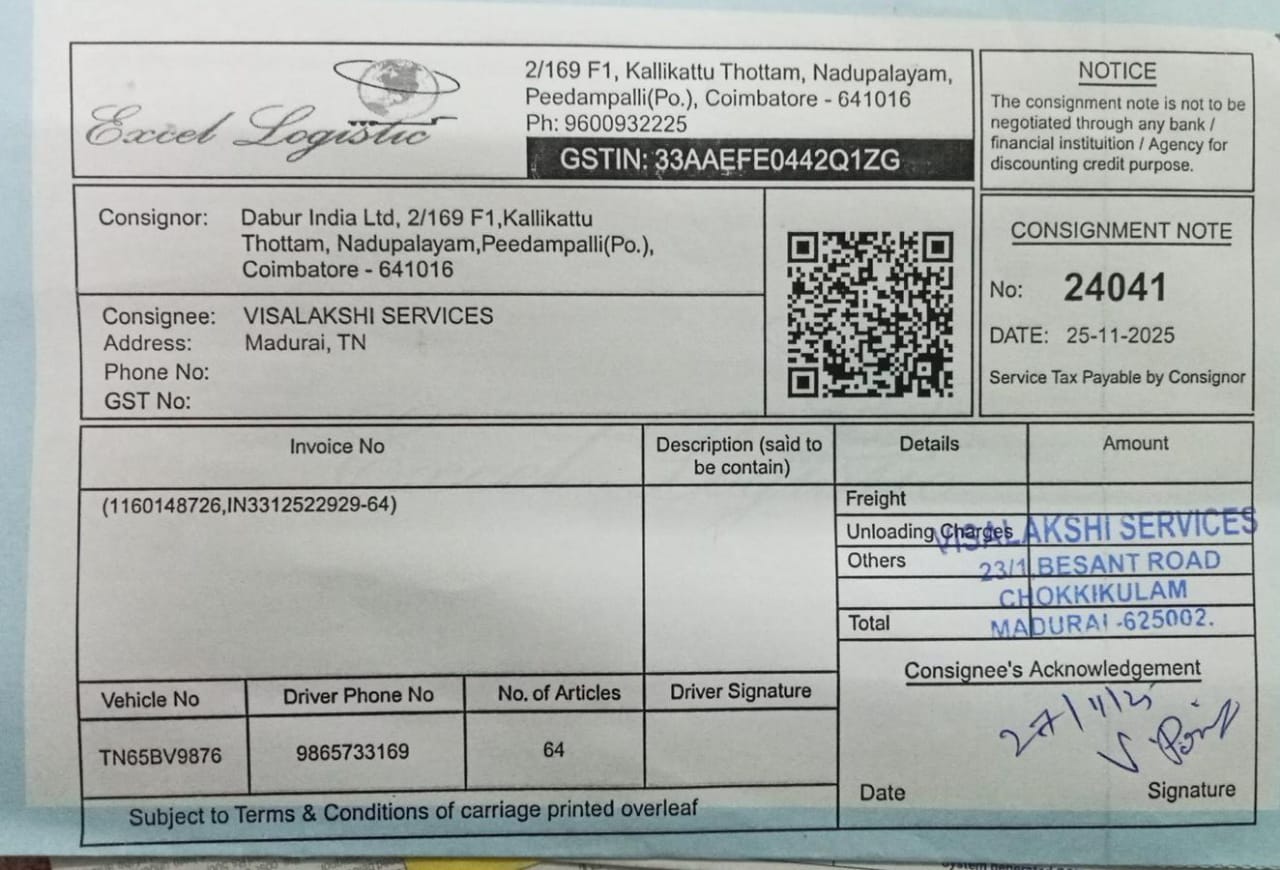 Excel Logistic
2/169 F1, Kallikattu Thottam, Nadupalayam,
Peedampalli(Po.), Coimbatore - 641016
Ph: 9600932225
GSTIN: 33AAEFE0442Q1ZG
NOTICE
The consignment note is not to be
negotiated through any bank /
financial instituition / Agency for
discounting credit purpose.
Consignor: Dabur India Ltd, 2/169 F1,Kallikattu
Thottam, Nadupalayam,Peedampalli(Po.),
Coimbatore - 641016
Consignee: VISALAKSHI SERVICES
Address: Madurai, TN
Phone No:
GST No:
CONSIGNMENT NOTE
No: 24041
DATE: 25-11-2025
Service Tax Payable by Consignor
Invoice No
Description (said to
be contain)
Details
Amount
(1160148726,IN3312522929-64)
Freight
Unloading Charges
Others
Total
VISALAKSHI SERVICES
23/1,BESANT ROAD
CHOKKIKULAM
MADURAI -625002.
Vehicle No
Driver Phone No
No. of Articles
Driver Signature
TN65BV9876
9865733169
64
Consignee's Acknowledgement
27/11/25
Date
Signature
Subject to Terms & Conditions of carriage printed overleaf